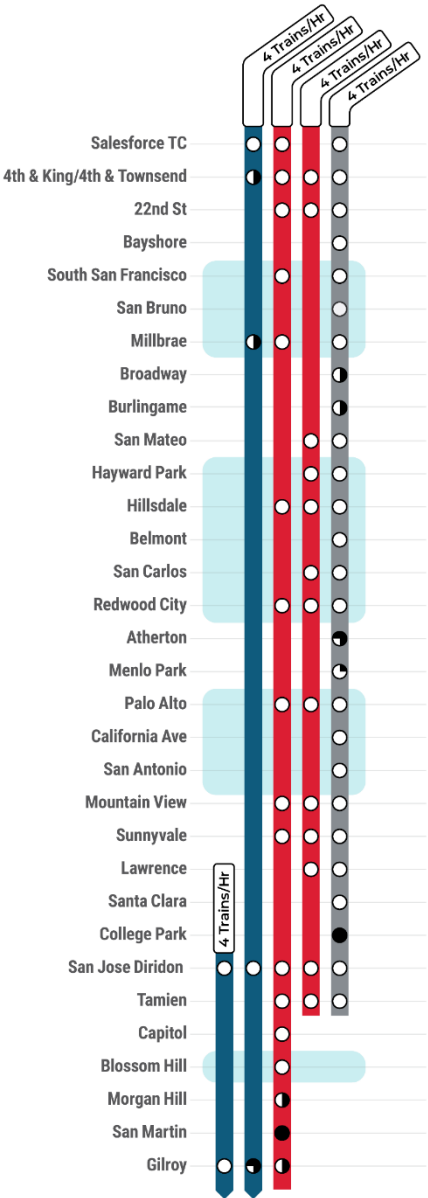 4 Trains/Hr
4 Trains/Hr
4 Trains/Hr
4 Trains/Hr
Salesforce TC
4th & King/4th & Townsend
22nd St
Bayshore
South San Francisco
San Bruno
Millbrae
Broadway
Burlingame
San Mateo
Hayward Park
Hillsdale
Belmont
San Carlos
Redwood City
Atherton
Menlo Park
Palo Alto
California Ave
San Antonio
Mountain View
Sunnyvale
Lawrence
4 Trains/Hr
Santa Clara
College Park
San Jose Diridon
Tamien
Capitol
Blossom Hill
Morgan Hill
San Martin
Gilroy